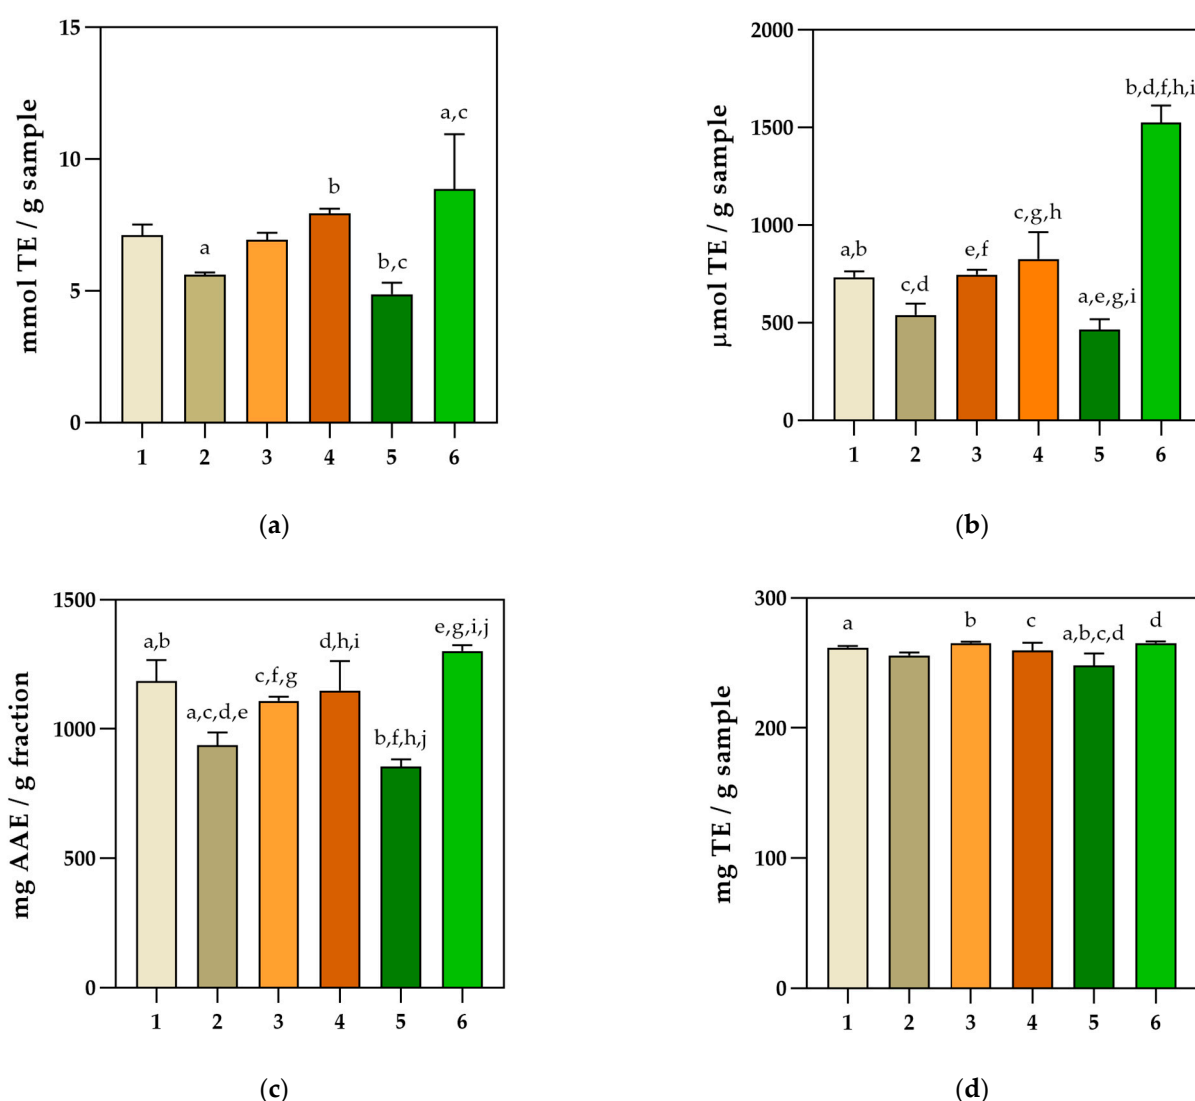 15
10
5
0
mmol TE / g sample
a
b
b,c
a,c
1 2 3 4 5 6
(a)
2000
1500
1000
500
0
µmol TE / g sample
a,b
c,d
e,f
c,g,h
a,e,g,i
b,d,f,h,i
1 2 3 4 5 6
(b)
1500
1000
500
0
mg AAE / g fraction
a,b
a,c,d,e
c,f,g
d,h,i
b,f,h,j
e,g,i,j
1 2 3 4 5 6
(c)
300
200
100
0
mg TE / g sample
a
b
c
a,b,c,d
d
1 2 3 4 5 6
(d)